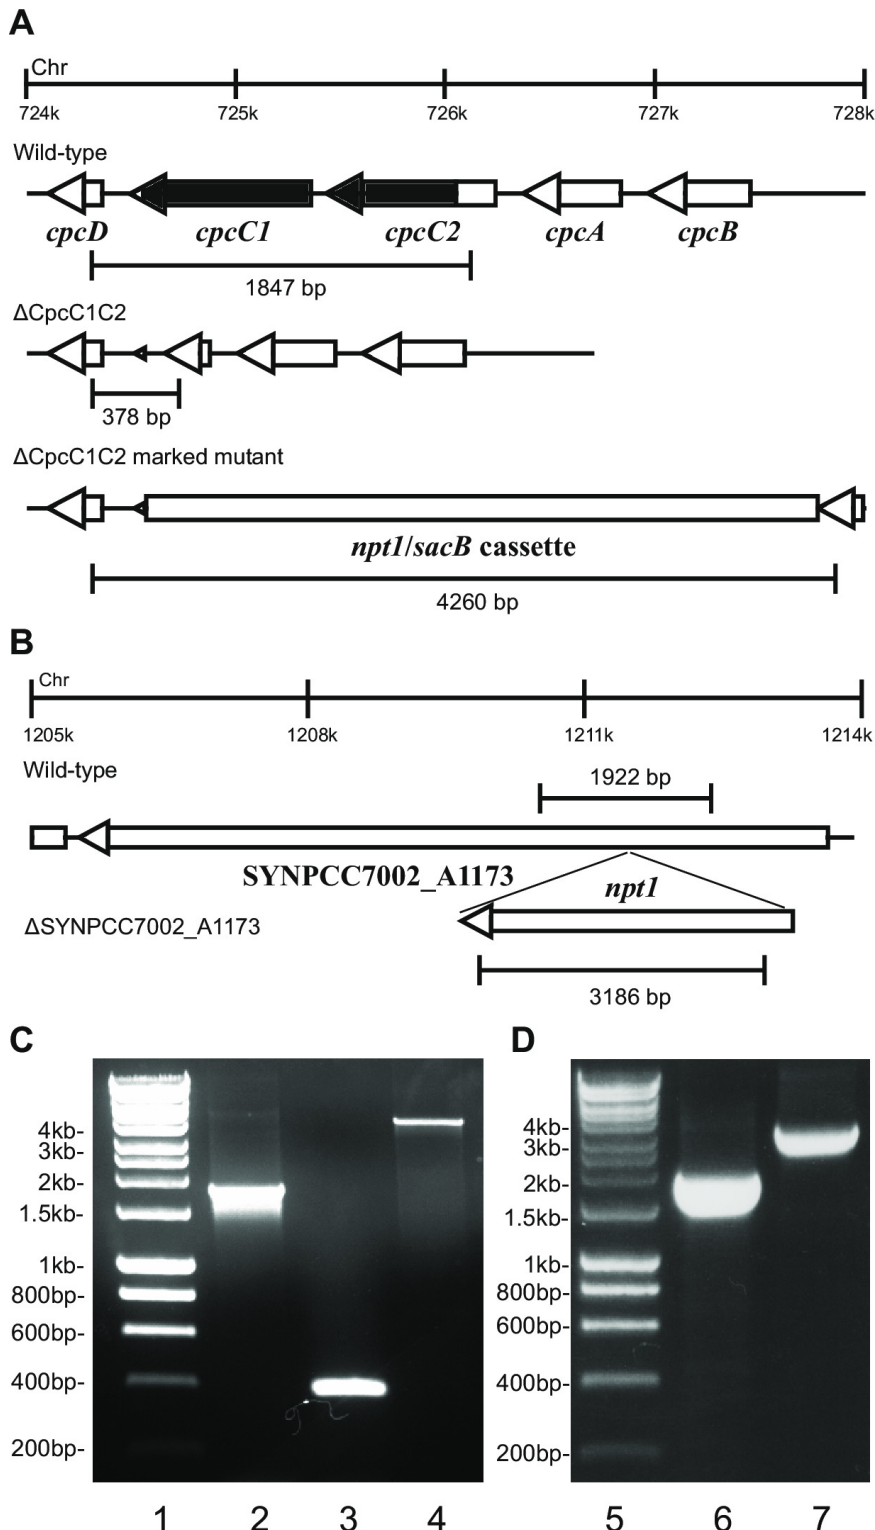 A
Chr
724k 725k 726k 727k 728k
Wild-type
cpcD cpcC1 cpcC2 cpcA cpcB
1847 bp
ΔCpcC1C2
378 bp
ΔCpcC1C2 marked mutant
npt1/sacB cassette
4260 bp
B
Chr
1205k 1208k 1211k 1214k
Wild-type
1922 bp
SYNPCC7002_A1173
npt1
ΔSYNPCC7002_A1173
3186 bp
C
4kb-
3kb-
2kb-
1.5kb-
1kb-
800bp-
600bp-
400bp-
200bp-
1 2 3 4
D
4kb-
3kb-
2kb-
1.5kb-
1kb-
800bp-
600bp-
400bp-
200bp-
5 6 7